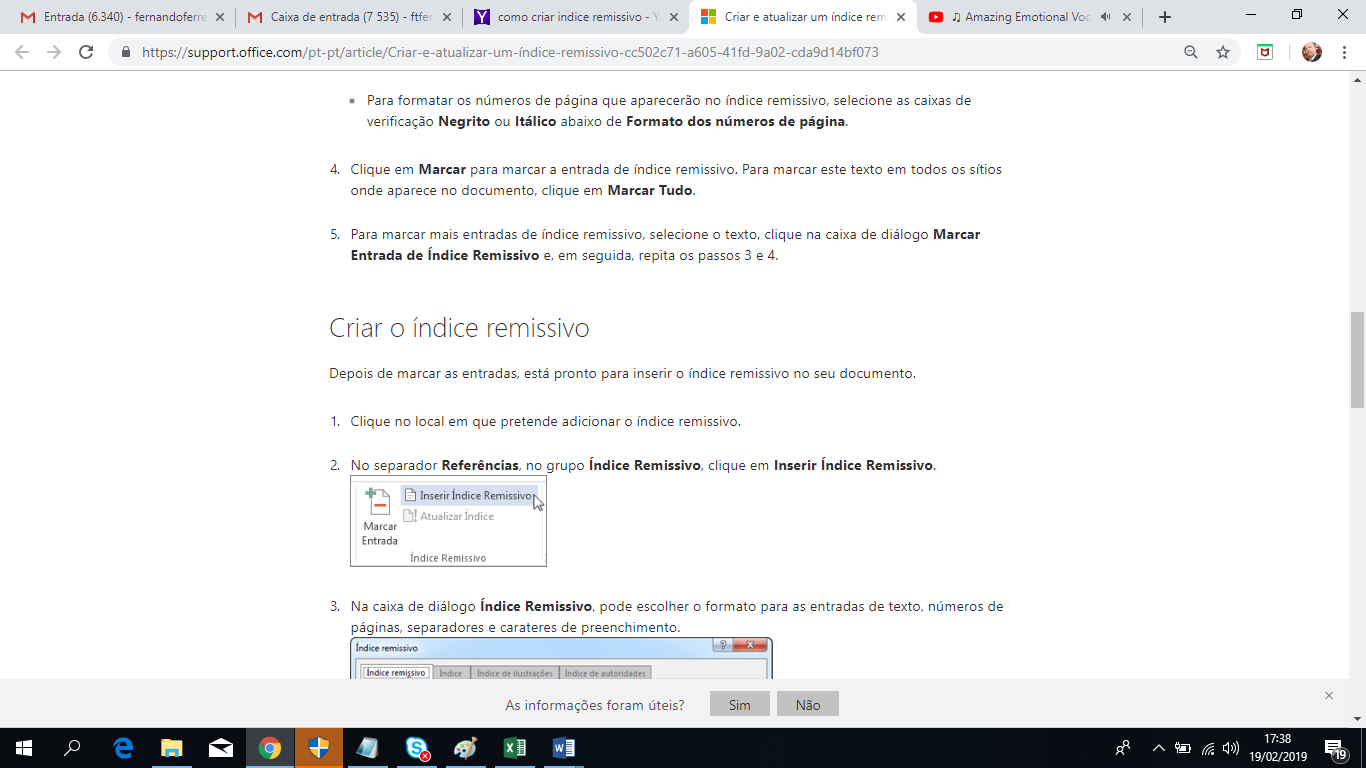 Entrada (6.340) - fernandoferre
Caixa de entrada (7 535) - ftfer
como criar indice remissivo - Ya
Criar e atualizar um índice rem
♫ Amazing Emotional Voc
https://support.office.com/pt-pt/article/Criar-e-atualizar-um-índice-remissivo-cc502c71-a605-41fd-9a02-cda9d14bf073
Para formatar os números de página que aparecerão no índice remissivo, selecione as caixas de
verificação Negrito ou Itálico abaixo de Formato dos números de página.
4. Clique em Marcar para marcar a entrada de índice remissivo. Para marcar este texto em todos os sítios
onde aparece no documento, clique em Marcar Tudo.
5. Para marcar mais entradas de índice remissivo, selecione o texto, clique na caixa de diálogo Marcar
Entrada de Índice Remissivo e, em seguida, repita os passos 3 e 4.
Criar o índice remissivo
Depois de marcar as entradas, está pronto para inserir o índice remissivo no seu documento.
1. Clique no local em que pretende adicionar o índice remissivo.
2. No separador Referências, no grupo Índice Remissivo, clique em Inserir Índice Remissivo.
Inserir Índice Remissivo
Atualizar Índice
Marcar
Entrada
Índice Remissivo
3. Na caixa de diálogo Índice Remissivo, pode escolher o formato para as entradas de texto, números de
páginas, separadores e carateres de preenchimento.
Índice remissivo
Índice remissivo Índice Índice de ilustrações Índice de autoridades
As informações foram úteis? Sim Não
17:38
19/02/2019
19